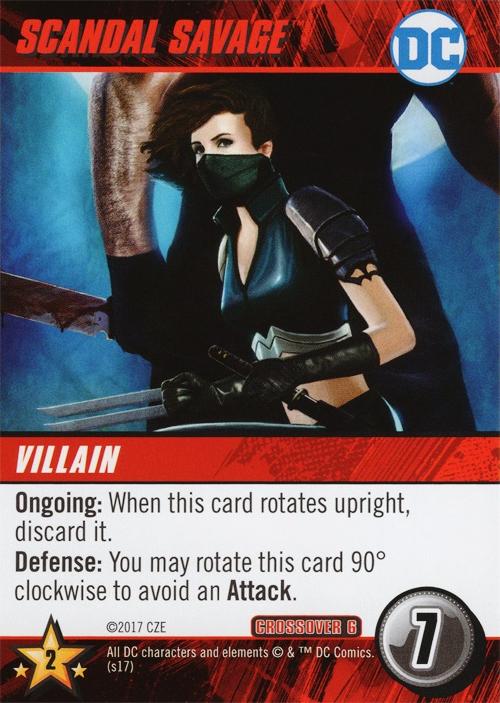 SCANDAL SAVAGE™
DC
VILLAIN
Ongoing: When this card rotates upright,
discard it.
Defense: You may rotate this card 90°
clockwise to avoid an Attack.
©2017 CZE
CROSSOVER 6
7
2
All DC characters and elements © & ™ DC Comics.
(s17)